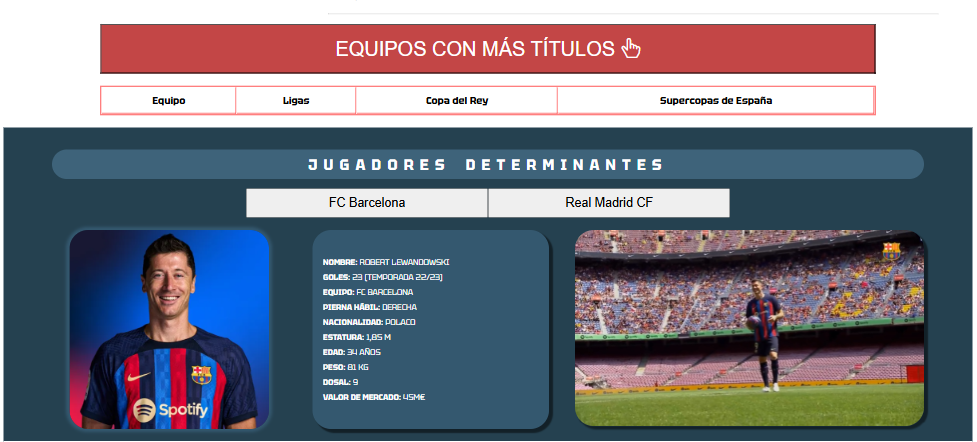 EQUIPOS CON MÁS TÍTULOS
Equipo Ligas Copa del Rey Supercopas de España
JUGADORES DETERMINANTES
FC Barcelona Real Madrid CF
NOMBRE: ROBERT LEWANDOWSKI
GOLES: 23 (TEMPORADA 22/23)
EQUIPO: FC BARCELONA
PIERNA HÁBIL: DERECHA
NACIONALIDAD: POLACO
ESTATURA: 1,85 M
EDAD: 34 AÑOS
PESO: 81 KG
DOSAL: 9
VALOR DE MERCADO: 45M€
Spotify